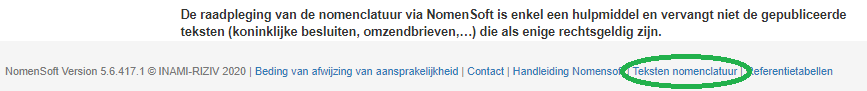 De raadpleging van de nomenclatuur via NomenSoft is enkel een hulpmiddel en vervangt niet de gepubliceerde
teksten (koninklijke besluiten, omzendbrieven,…) die als enige rechtsgeldig zijn.
NomenSoft Version 5.6.417.1 © INAMI-RIZIV 2020 | Beding van afwijzing van aansprakelijkheid | Contact | Handleiding Nomensoft | Teksten nomenclatuur | Referentietabellen